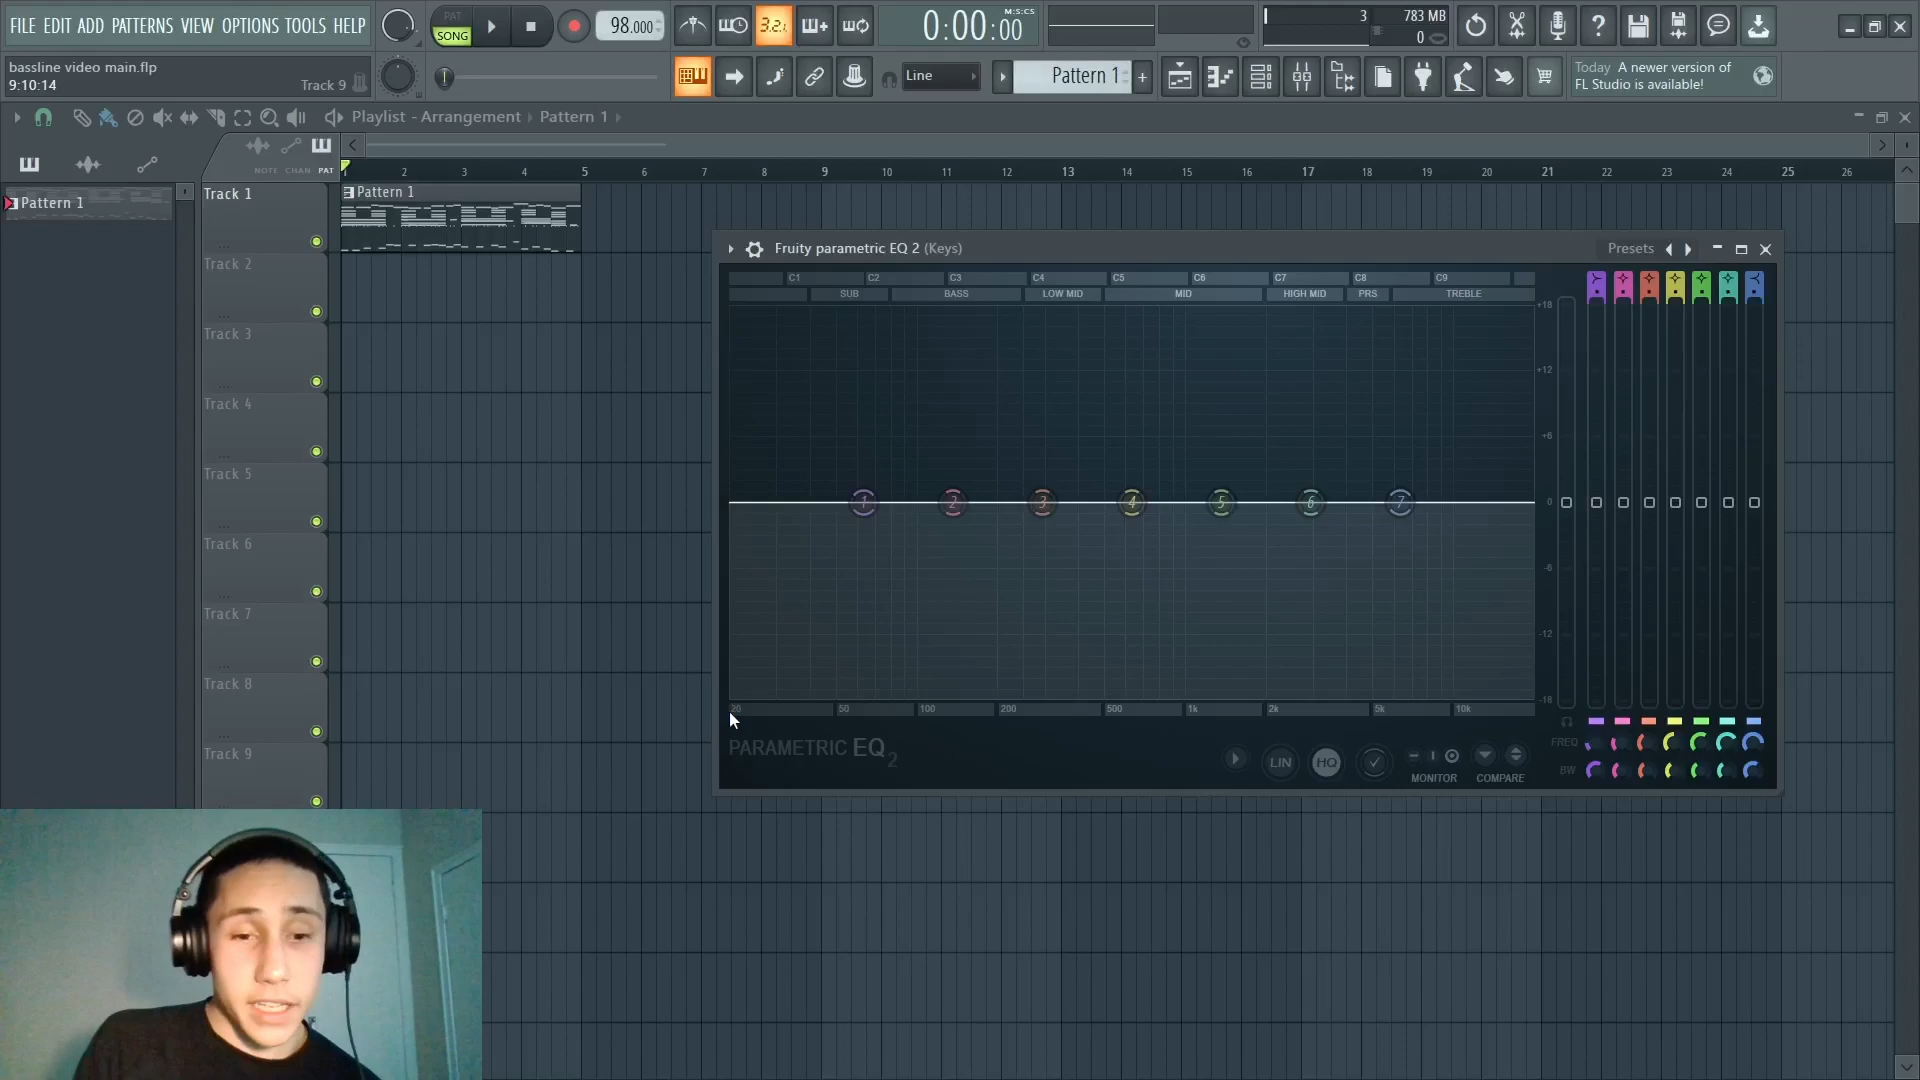 FILE EDIT ADD PATTERNS VIEW OPTIONS TOOLS HELP
PAT
SONG
98.000
3.2.1
0:00:00
M:S:CS
3
783 MB
0
bassline video main.flp
9:10:14
Track 9
Line
Pattern 1
+
Today A newer version of
FL Studio is available!
Playlist - Arrangement
Pattern 1
NOTE CHAN PAT
1 2 3 4 5 6 7 8 9 10 11 12 13 14 15 16 17 18 19 20 21 22 23 24 25 26
Pattern 1
Track 1
Pattern 1
Track 2
Track 3
Track 4
Track 5
Track 6
Track 7
Track 8
Track 9
Fruity parametric EQ 2 (Keys)
Presets
C1 C2 C3 C4 C5 C6 C7 C8 C9
SUB BASS LOW MID MID HIGH MID PRS TREBLE
+18
+12
+6
1 2 3 4 5 6 7
0
-6
-12
-18
20 50 100 200 500 1k 2k 5k 10k
PARAMETRIC EQ 2
LIN
HQ
MONITOR
COMPARE
FREQ
BW